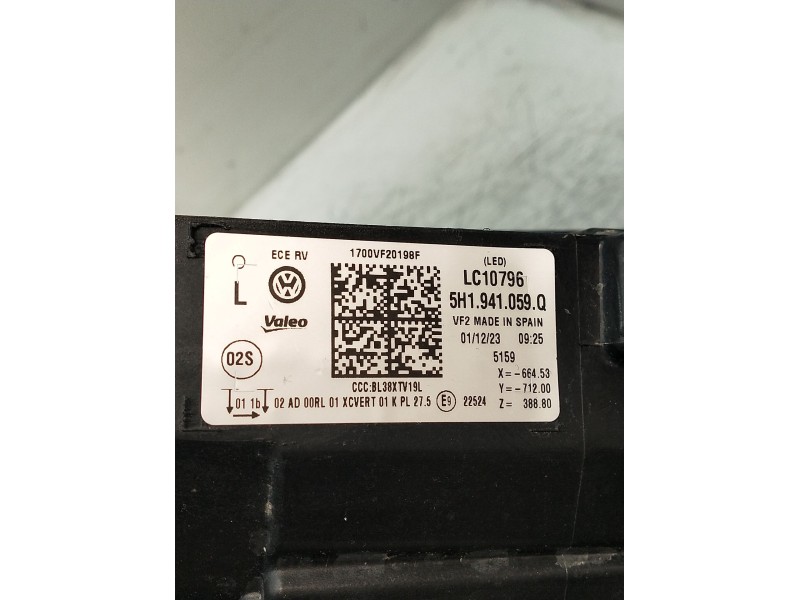 ECE RV
1700VF20198F
(LED)
L
LC10796
5H1.941.059.Q
Valeo
VF2 MADE IN SPAIN
01/12/23 09:25
02S
5159
X= -664.53
CCC:BL38XTV19L
Y= -712.00
01 1b 02 AD 00RL 01 XCVERT 01 K PL 27.5 E9 22524 Z= 388.80